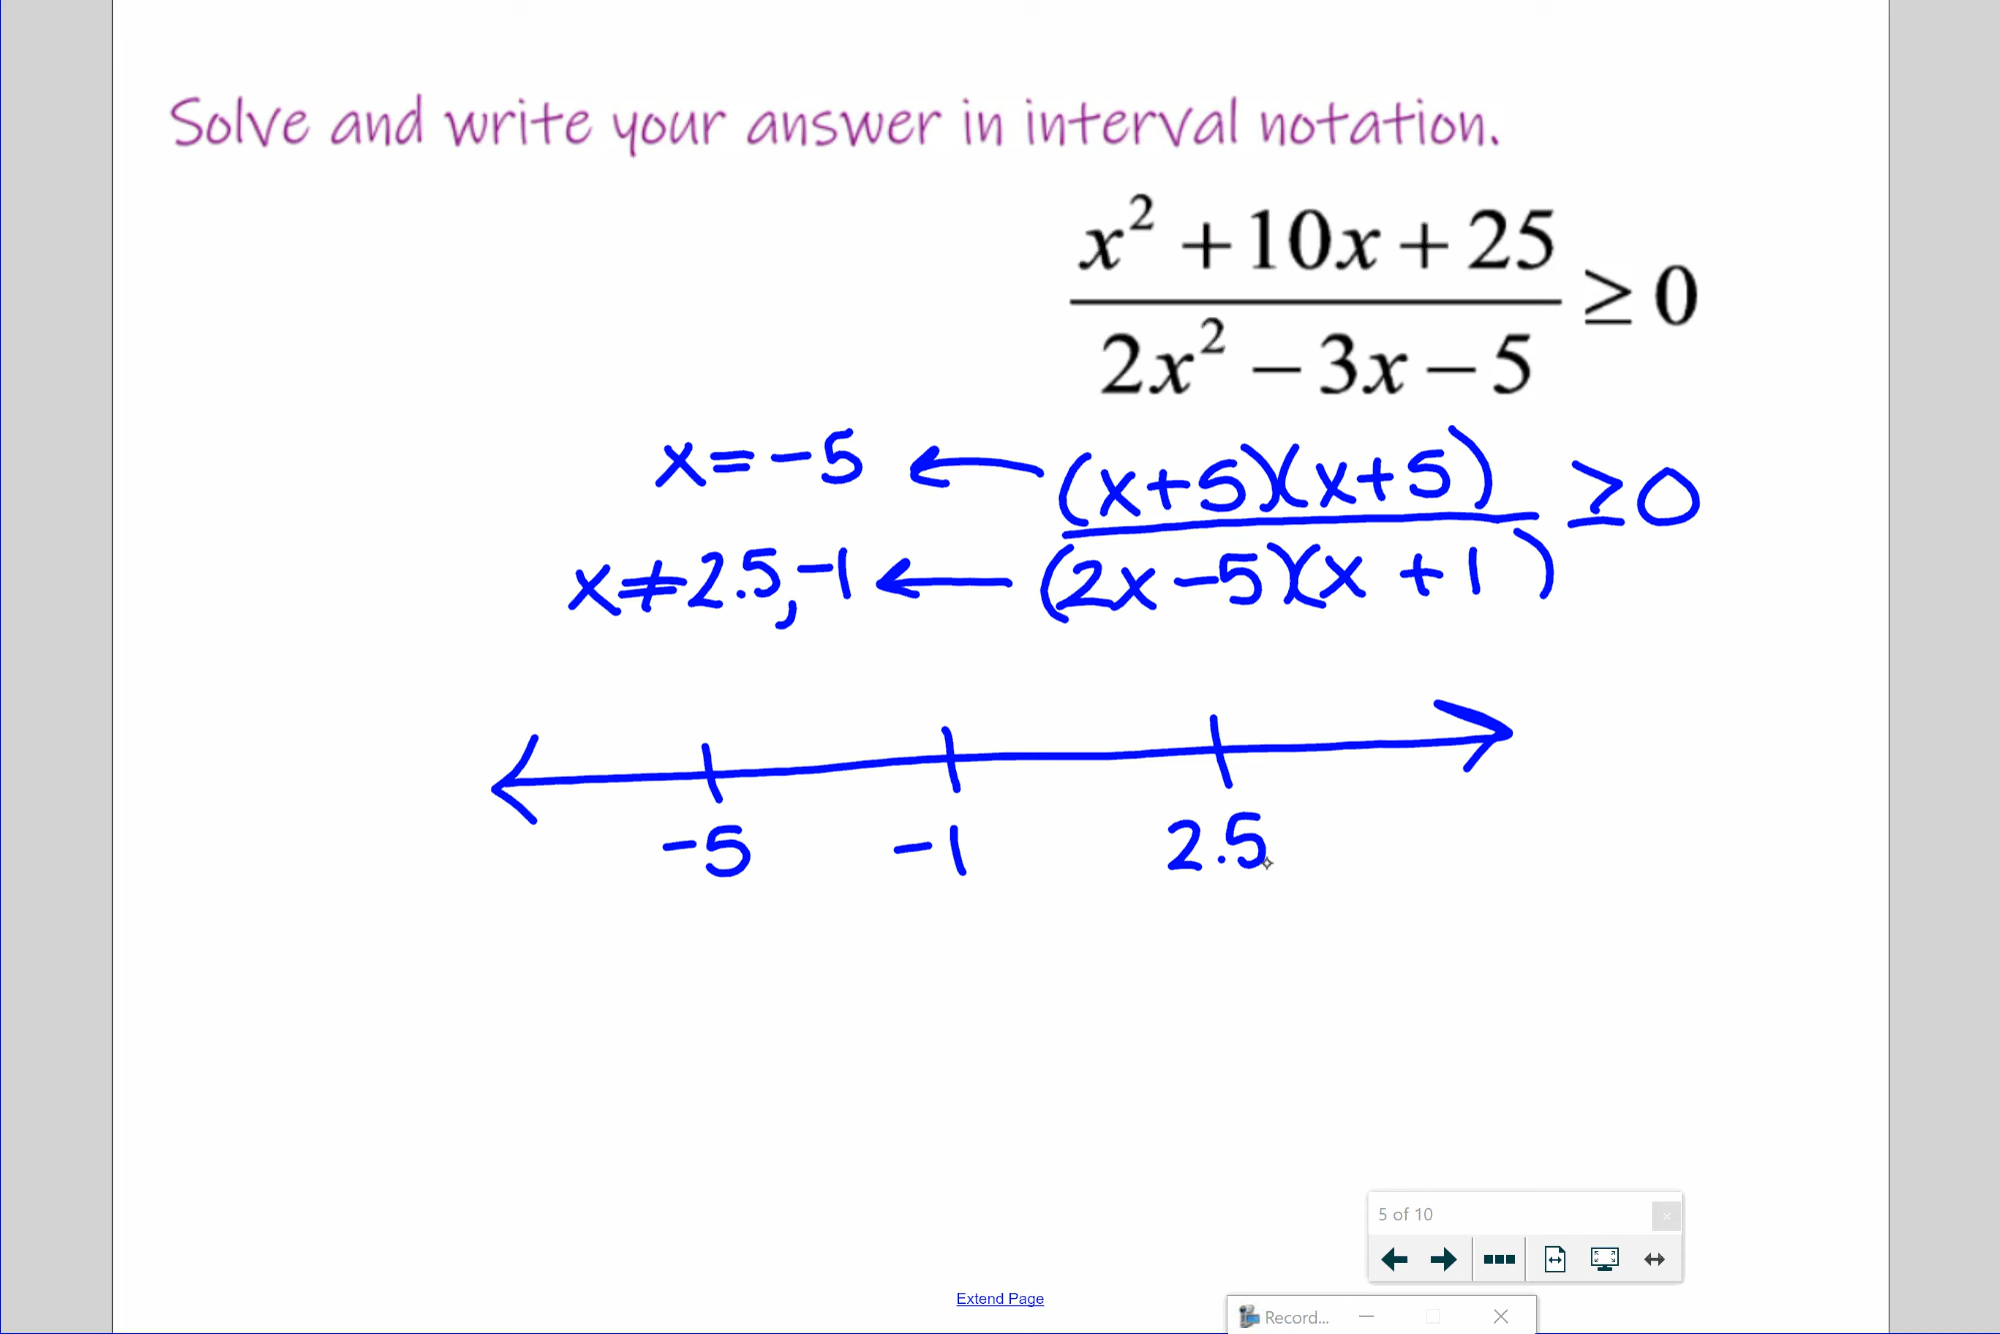 Solve and write your answer in interval notation.
x² + 10x + 25
≥ 0
2x² − 3x − 5
x = −5 ← (x+5)(x+5) ≥ 0
x ≠ 2.5, −1 ← (2x−5)(x +1)
−5 −1 2.5
5 of 10
Extend Page
Record...